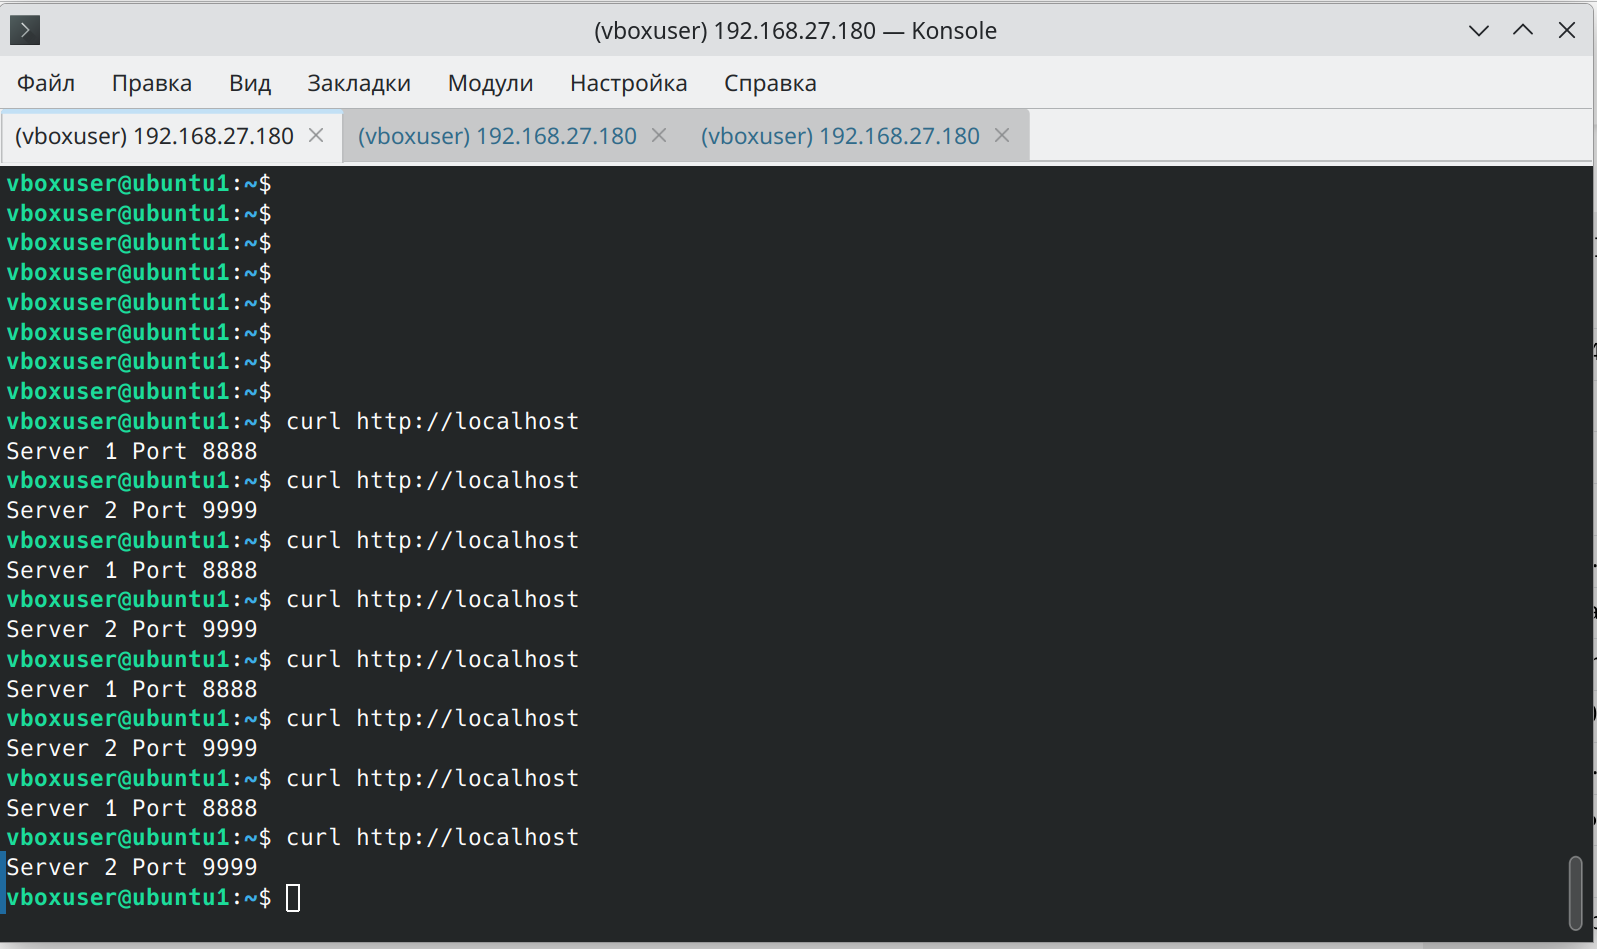 (vboxuser) 192.168.27.180 — Konsole
Файл Правка Вид Закладки Модули Настройка Справка
(vboxuser) 192.168.27.180 (vboxuser) 192.168.27.180 (vboxuser) 192.168.27.180
vboxuser@ubuntu1:~$
vboxuser@ubuntu1:~$
vboxuser@ubuntu1:~$
vboxuser@ubuntu1:~$
vboxuser@ubuntu1:~$
vboxuser@ubuntu1:~$
vboxuser@ubuntu1:~$
vboxuser@ubuntu1:~$
vboxuser@ubuntu1:~$ curl http://localhost
Server 1 Port 8888
vboxuser@ubuntu1:~$ curl http://localhost
Server 2 Port 9999
vboxuser@ubuntu1:~$ curl http://localhost
Server 1 Port 8888
vboxuser@ubuntu1:~$ curl http://localhost
Server 2 Port 9999
vboxuser@ubuntu1:~$ curl http://localhost
Server 1 Port 8888
vboxuser@ubuntu1:~$ curl http://localhost
Server 2 Port 9999
vboxuser@ubuntu1:~$ curl http://localhost
Server 1 Port 8888
vboxuser@ubuntu1:~$ curl http://localhost
Server 2 Port 9999
vboxuser@ubuntu1:~$